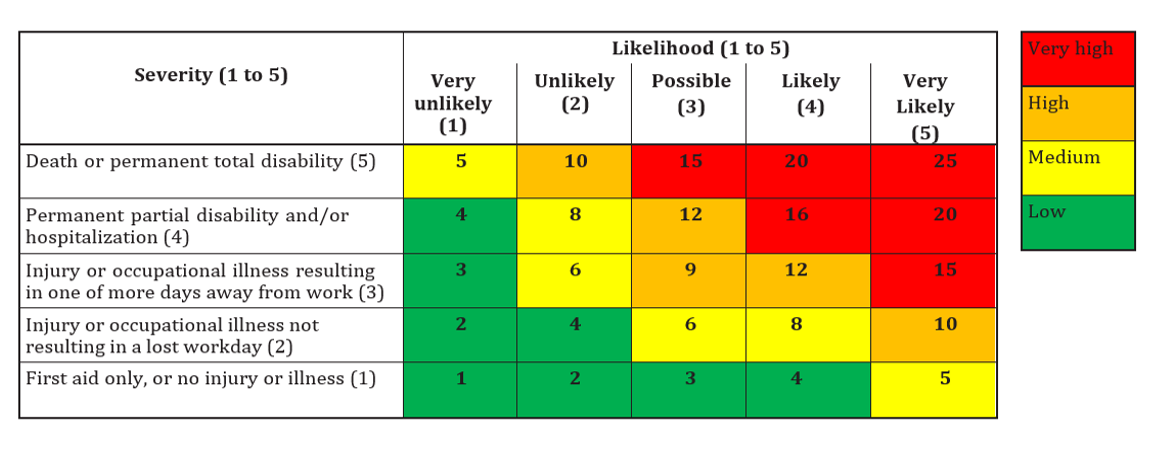 Severity (1 to 5)
Likelihood (1 to 5)
Very
unlikely
(1)
Unlikely
(2)
Possible
(3)
Likely
(4)
Very
Likely
(5)
Death or permanent total disability (5)
5 10 15 20 25
Permanent partial disability and/or
hospitalization (4)
4 8 12 16 20
Injury or occupational illness resulting
in one of more days away from work (3)
3 6 9 12 15
Injury or occupational illness not
resulting in a lost workday (2)
2 4 6 8 10
First aid only, or no injury or illness (1)
1 2 3 4 5
Very high
High
Medium
Low